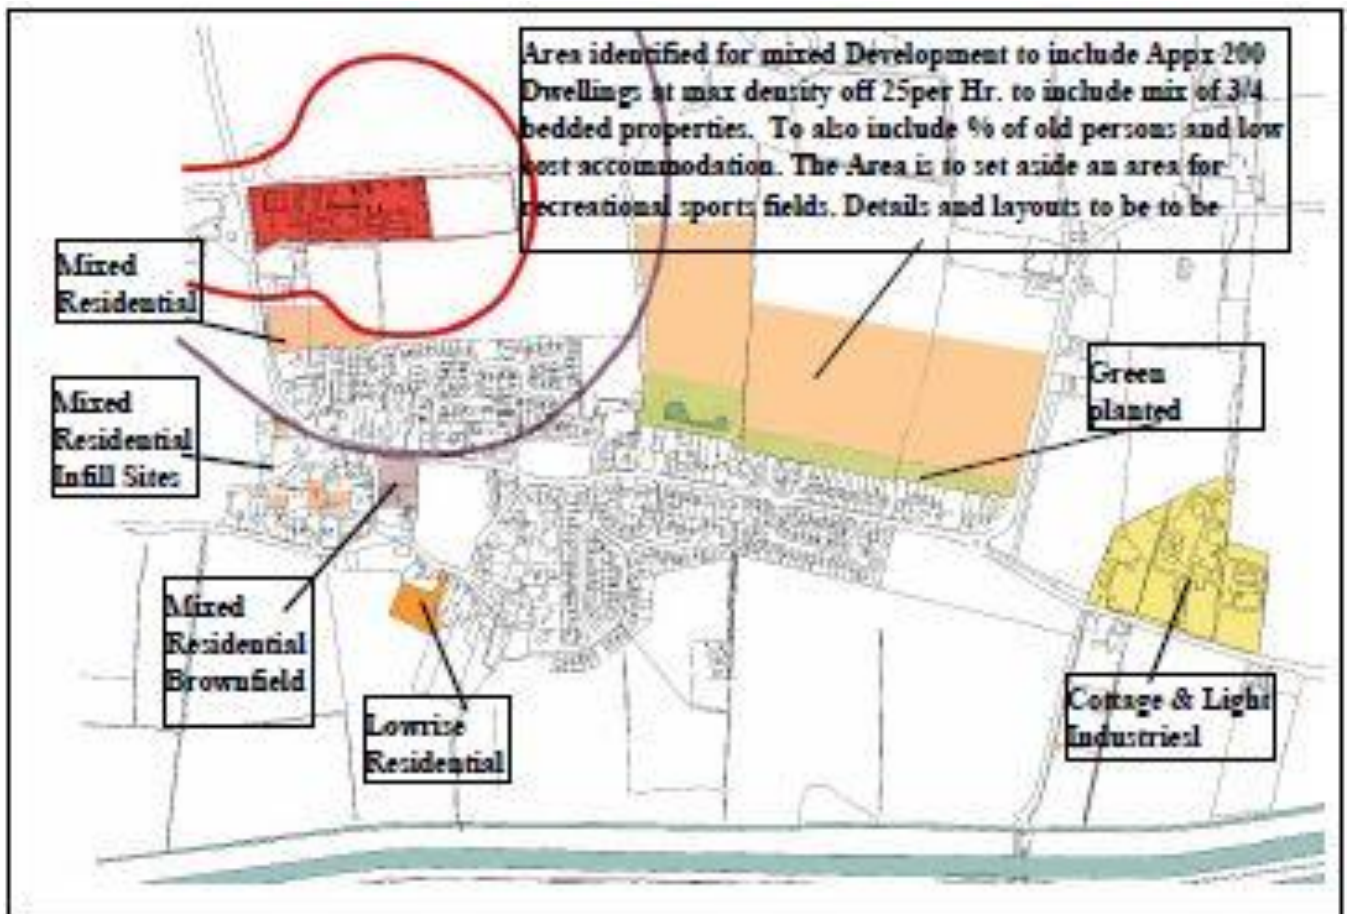 Area identified for mixed Development to include Appx 200
Dwellings at max density off 25per Hr. to include mix of 3/4
bedded properties. To also include % of old persons and low
cost accommodation. The Area is to set aside an area for
recreational sports fields. Details and layouts to be to be
Mixed
Residential
Green
planted
Mixed
Residential
Infill Sites
Mixed
Residential
Brownfield
Lowrise
Residential
Cottage & Light
Industriesl